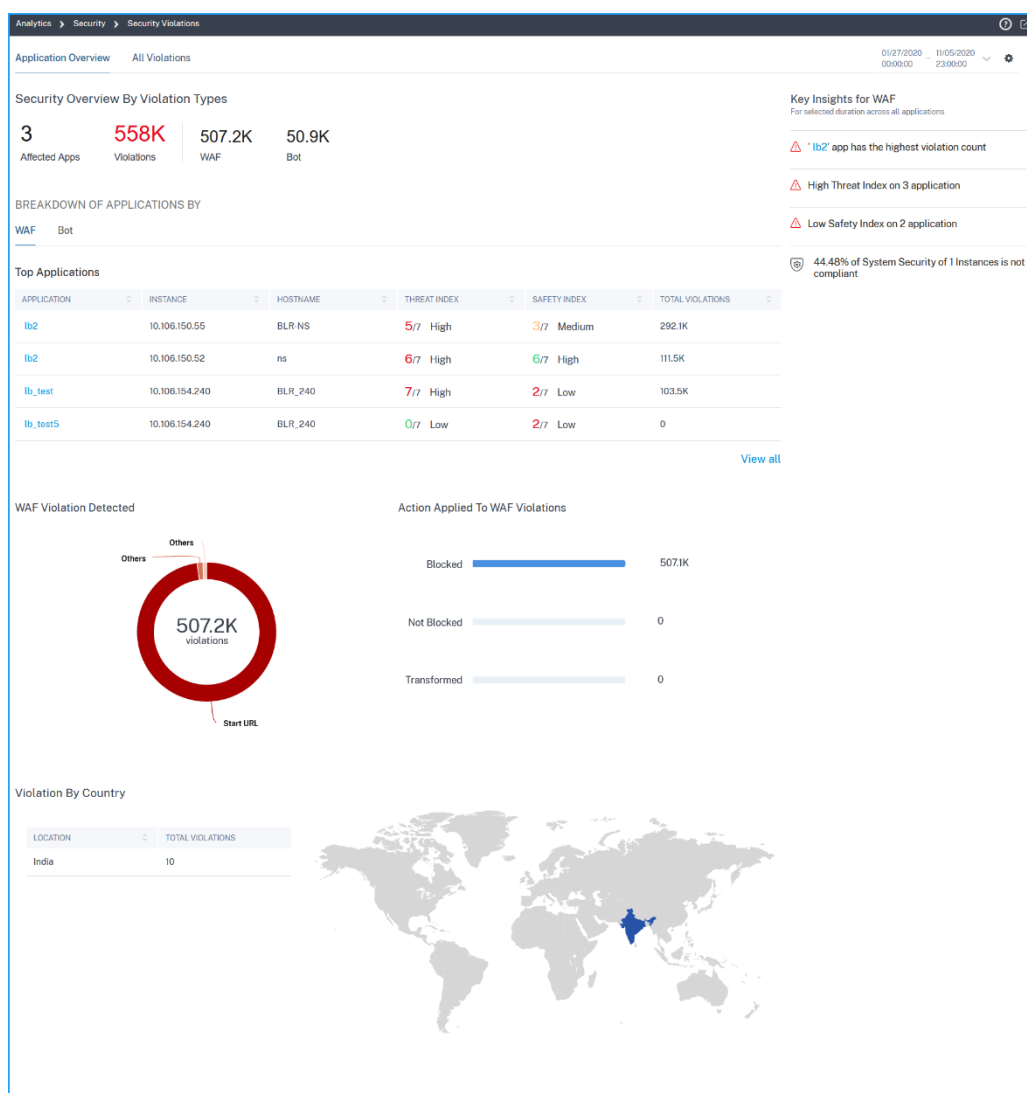 Analytics > Security > Security Violations
Application Overview All Violations 01/27/2020 00:00:00 - 11/05/2020 23:00:00
Security Overview By Violation Types
3 558K 507.2K 50.9K
Affected Apps Violations WAF Bot
BREAKDOWN OF APPLICATIONS BY
WAF Bot
Top Applications
APPLICATION INSTANCE HOSTNAME THREAT INDEX SAFETY INDEX TOTAL VIOLATIONS
lb2 10.106.150.55 BLR-NS 5/7 High 3/7 Medium 292.1K
lb2 10.106.150.52 ns 6/7 High 6/7 High 111.5K
lb_test 10.106.154.240 BLR_240 7/7 High 2/7 Low 103.5K
lb_test5 10.106.154.240 BLR_240 0/7 Low 2/7 Low 0
View all
Key Insights for WAF
For selected duration across all applications
' lb2' app has the highest violation count
High Threat Index on 3 application
Low Safety Index on 2 application
44.48% of System Security of 1 Instances is not
compliant
WAF Violation Detected
Others
Others
507.2K
violations
Start URL
Action Applied To WAF Violations
Blocked 507.1K
Not Blocked 0
Transformed 0
Violation By Country
LOCATION TOTAL VIOLATIONS
India 10